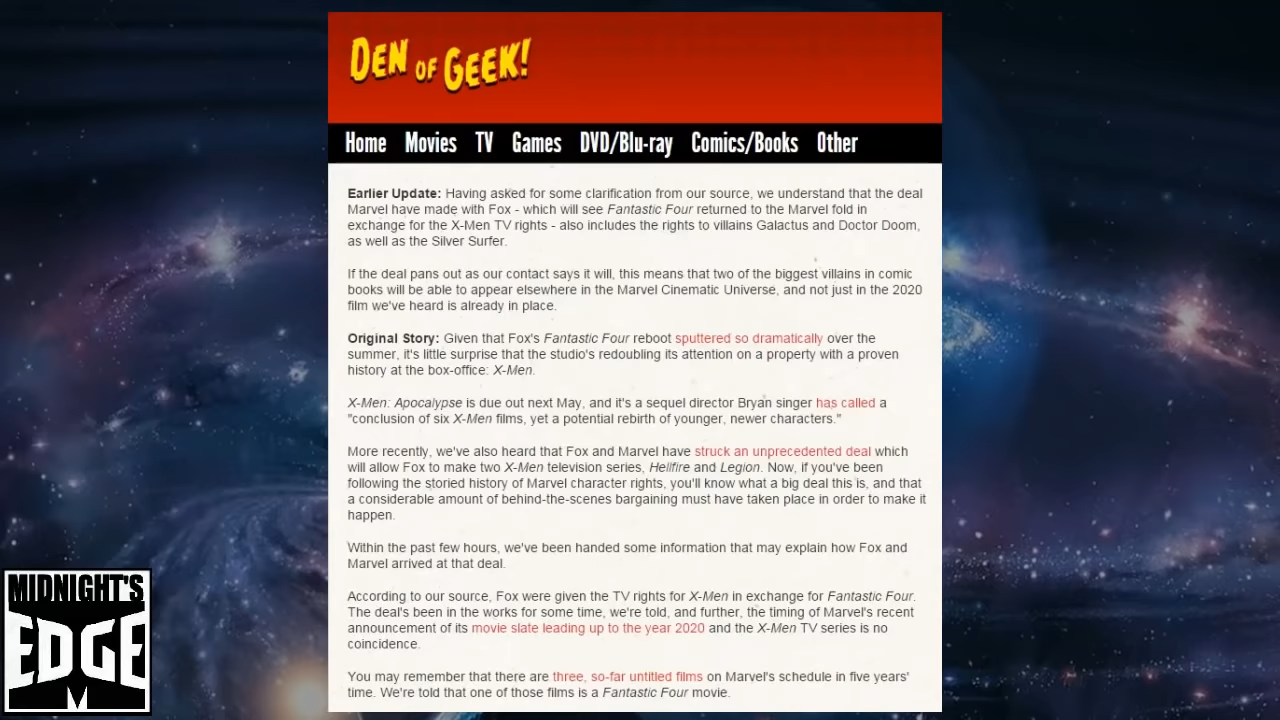 DEN OF GEEK!
Home Movies TV Games DVD/Blu-ray Comics/Books Other
Earlier Update: Having asked for some clarification from our source, we understand that the deal
Marvel have made with Fox - which will see Fantastic Four returned to the Marvel fold in
exchange for the X-Men TV rights - also includes the rights to villains Galactus and Doctor Doom,
as well as the Silver Surfer.
If the deal pans out as our contact says it will, this means that two of the biggest villains in comic
books will be able to appear elsewhere in the Marvel Cinematic Universe, and not just in the 2020
film we've heard is already in place.
Original Story: Given that Fox's Fantastic Four reboot sputtered so dramatically over the
summer, it's little surprise that the studio's redoubling its attention on a property with a proven
history at the box-office: X-Men.
X-Men: Apocalypse is due out next May, and it's a sequel director Bryan singer has called a
"conclusion of six X-Men films, yet a potential rebirth of younger, newer characters."
More recently, we've also heard that Fox and Marvel have struck an unprecedented deal which
will allow Fox to make two X-Men television series, Hellfire and Legion. Now, if you've been
following the storied history of Marvel character rights, you'll know what a big deal this is, and that
a considerable amount of behind-the-scenes bargaining must have taken place in order to make it
happen.
Within the past few hours, we've been handed some information that may explain how Fox and
Marvel arrived at that deal.
According to our source, Fox were given the TV rights for X-Men in exchange for Fantastic Four.
The deal's been in the works for some time, we're told, and further, the timing of Marvel's recent
announcement of its movie slate leading up to the year 2020 and the X-Men TV series is no
coincidence.
You may remember that there are three, so-far untitled films on Marvel's schedule in five years'
time. We're told that one of those films is a Fantastic Four movie.
MIDNIGHT'S
EDGE
M